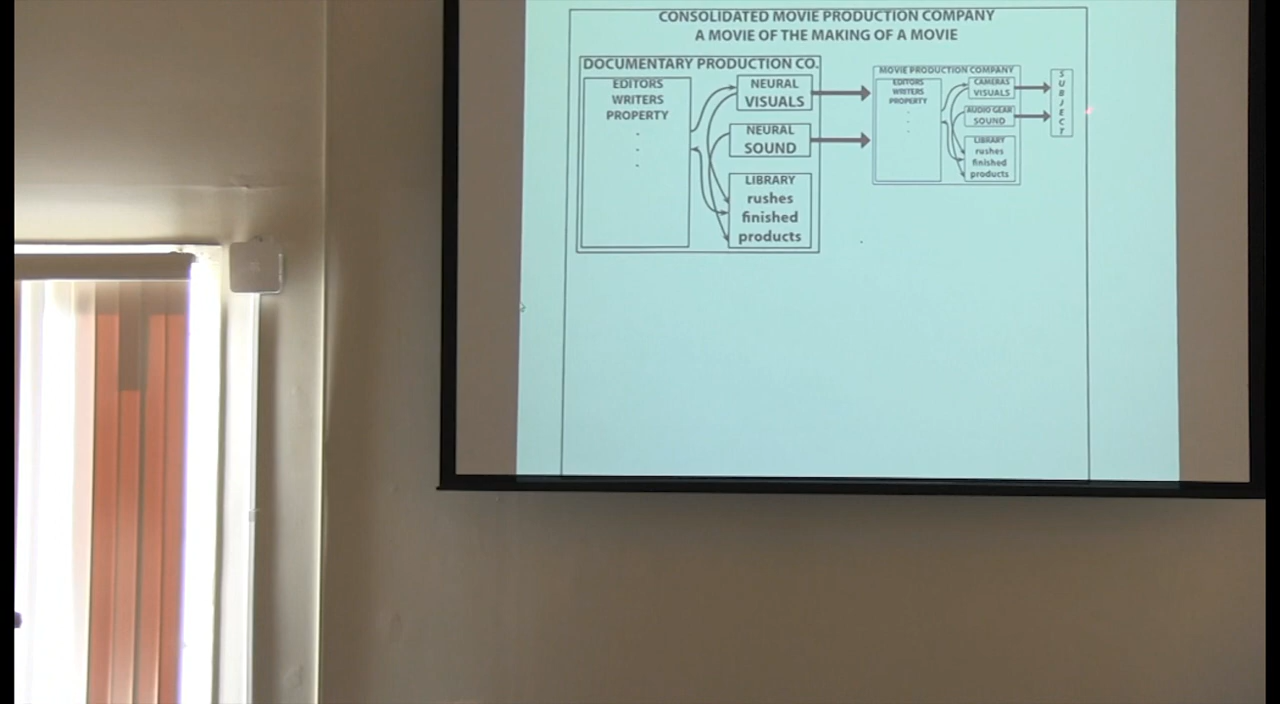 CONSOLIDATED MOVIE PRODUCTION COMPANY
A MOVIE OF THE MAKING OF A MOVIE
DOCUMENTARY PRODUCTION CO.
EDITORS
WRITERS
PROPERTY
.
.
.
NEURAL
VISUALS
NEURAL
SOUND
LIBRARY
rushes
finished
products
MOVIE PRODUCTION COMPANY
EDITORS
WRITERS
PROPERTY
.
.
.
CAMERAS
VISUALS
AUDIO GEAR
SOUND
LIBRARY
rushes
finished
products
SUBJECT